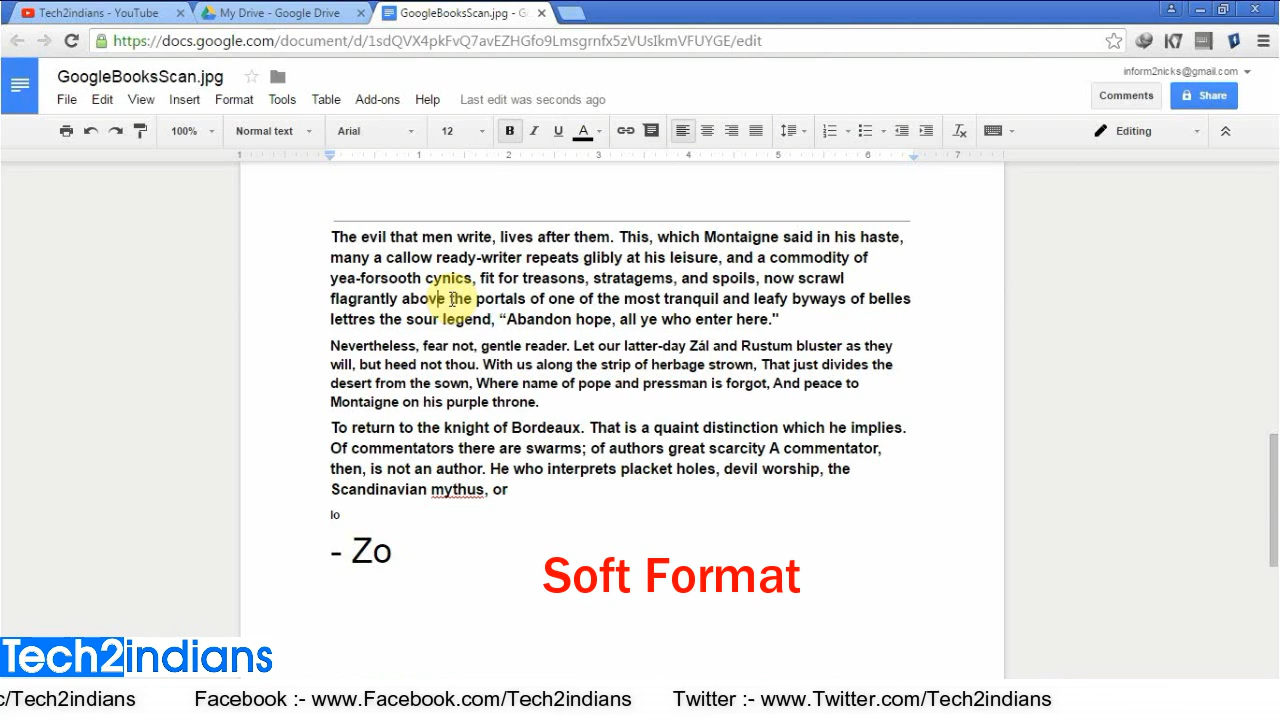 Tech2indians - YouTube
My Drive - Google Drive
GoogleBooksScan.jpg - G
https://docs.google.com/document/d/1sdQVX4pkFvQ7avEZHGfo9Lmsgrnfx5zVUsIkmVFUYGE/edit
K7
GoogleBooksScan.jpg
inform2nicks@gmail.com
File Edit View Insert Format Tools Table Add-ons Help Last edit was seconds ago
Comments Share
100% Normal text Arial 12 B I U A Editing
1 1 2 3 4 5 6 7
The evil that men write, lives after them. This, which Montaigne said in his haste,
many a callow ready-writer repeats glibly at his leisure, and a commodity of
yea-forsooth cynics, fit for treasons, stratagems, and spoils, now scrawl
flagrantly above the portals of one of the most tranquil and leafy byways of belles
lettres the sour legend, “Abandon hope, all ye who enter here."
Nevertheless, fear not, gentle reader. Let our latter-day Zál and Rustum bluster as they
will, but heed not thou. With us along the strip of herbage strown, That just divides the
desert from the sown, Where name of pope and pressman is forgot, And peace to
Montaigne on his purple throne.
To return to the knight of Bordeaux. That is a quaint distinction which he implies.
Of commentators there are swarms; of authors great scarcity A commentator,
then, is not an author. He who interprets placket holes, devil worship, the
Scandinavian mythus, or
lo
- Zo
Soft Format
Tech2indians
c/Tech2indians Facebook :- www.Facebook.com/Tech2indians Twitter :- www.Twitter.com/Tech2indians